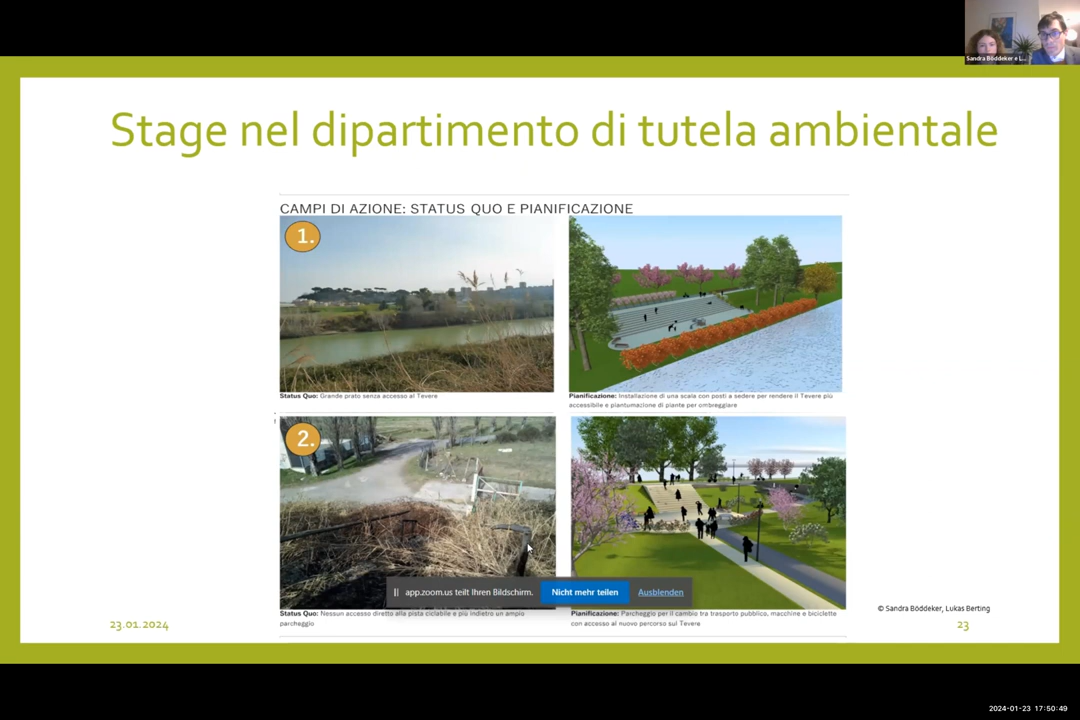 Sandra Böddeker e L...
Stage nel dipartimento di tutela ambientale
CAMPI DI AZIONE: STATUS QUO E PIANIFICAZIONE
1.
Status Quo: Grande prato senza accesso al Tevere
Pianificazione: Installazione di una scala con posti a sedere per rendere il Tevere più
accessibile e piantumazione di piante per ombreggiare
2.
app.zoom.us teilt Ihren Bildschirm.
Nicht mehr teilen
Ausblenden
Status Quo: Nessun accesso diretto alla pista ciclabile e più indietro un ampio
parcheggio
Pianificazione: Parcheggio per il cambio tra trasporto pubblico, macchine e biciclette
con accesso al nuovo percorso sul Tevere
© Sandra Böddeker, Lukas Berting
23.01.2024
23
2024-01-23 17:50:49